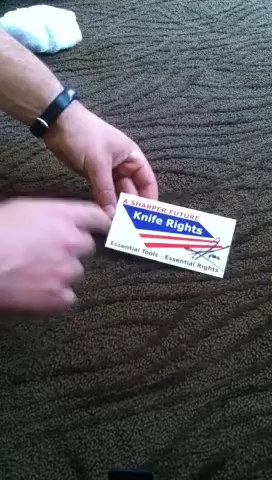 A SHARPER FUTURE
Knife Rights
Essential Tools - Essential Rights